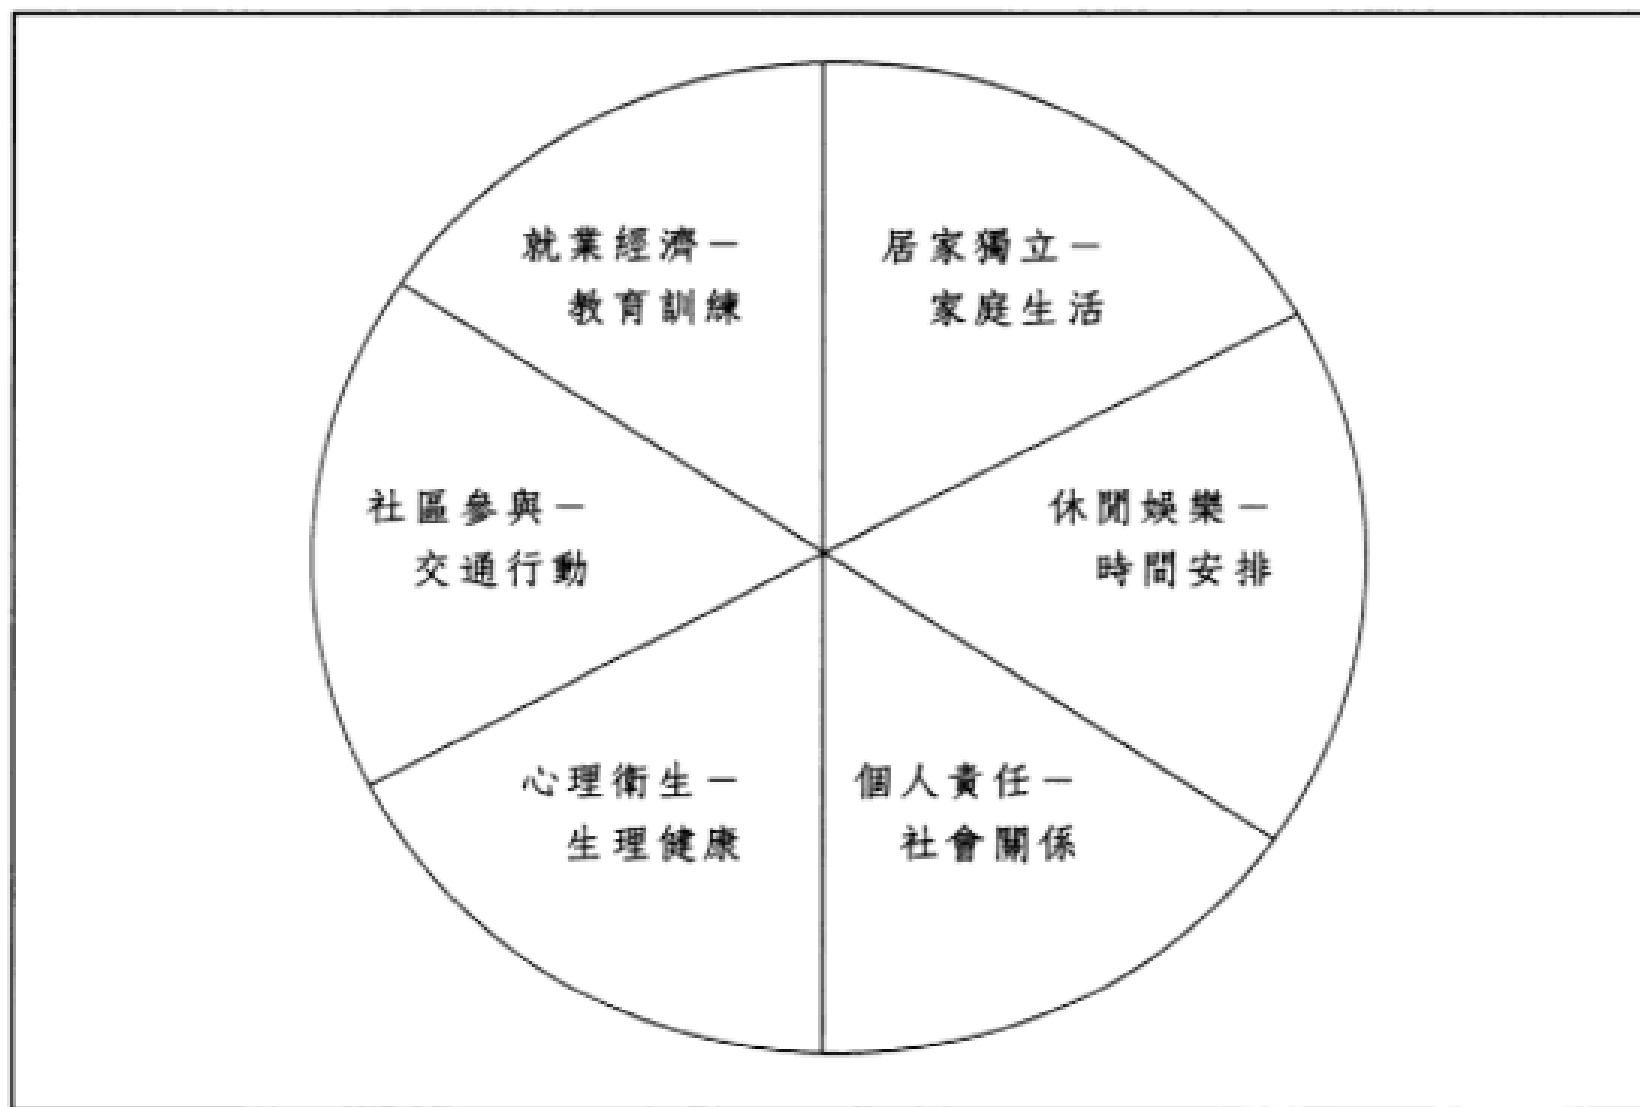 就業經濟－
教育訓練
居家獨立－
家庭生活
社區參與－
交通行動
休閒娛樂－
時間安排
心理衛生－
生理健康
個人責任－
社會關係